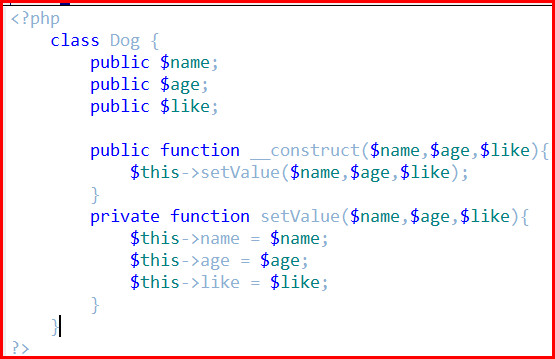 <?php
    class Dog {
        public $name;
        public $age;
        public $like;

        public function __construct($name,$age,$like){
            $this->setValue($name,$age,$like);
        }
        private function setValue($name,$age,$like){
            $this->name = $name;
            $this->age = $age;
            $this->like = $like;
        }
    }
?>